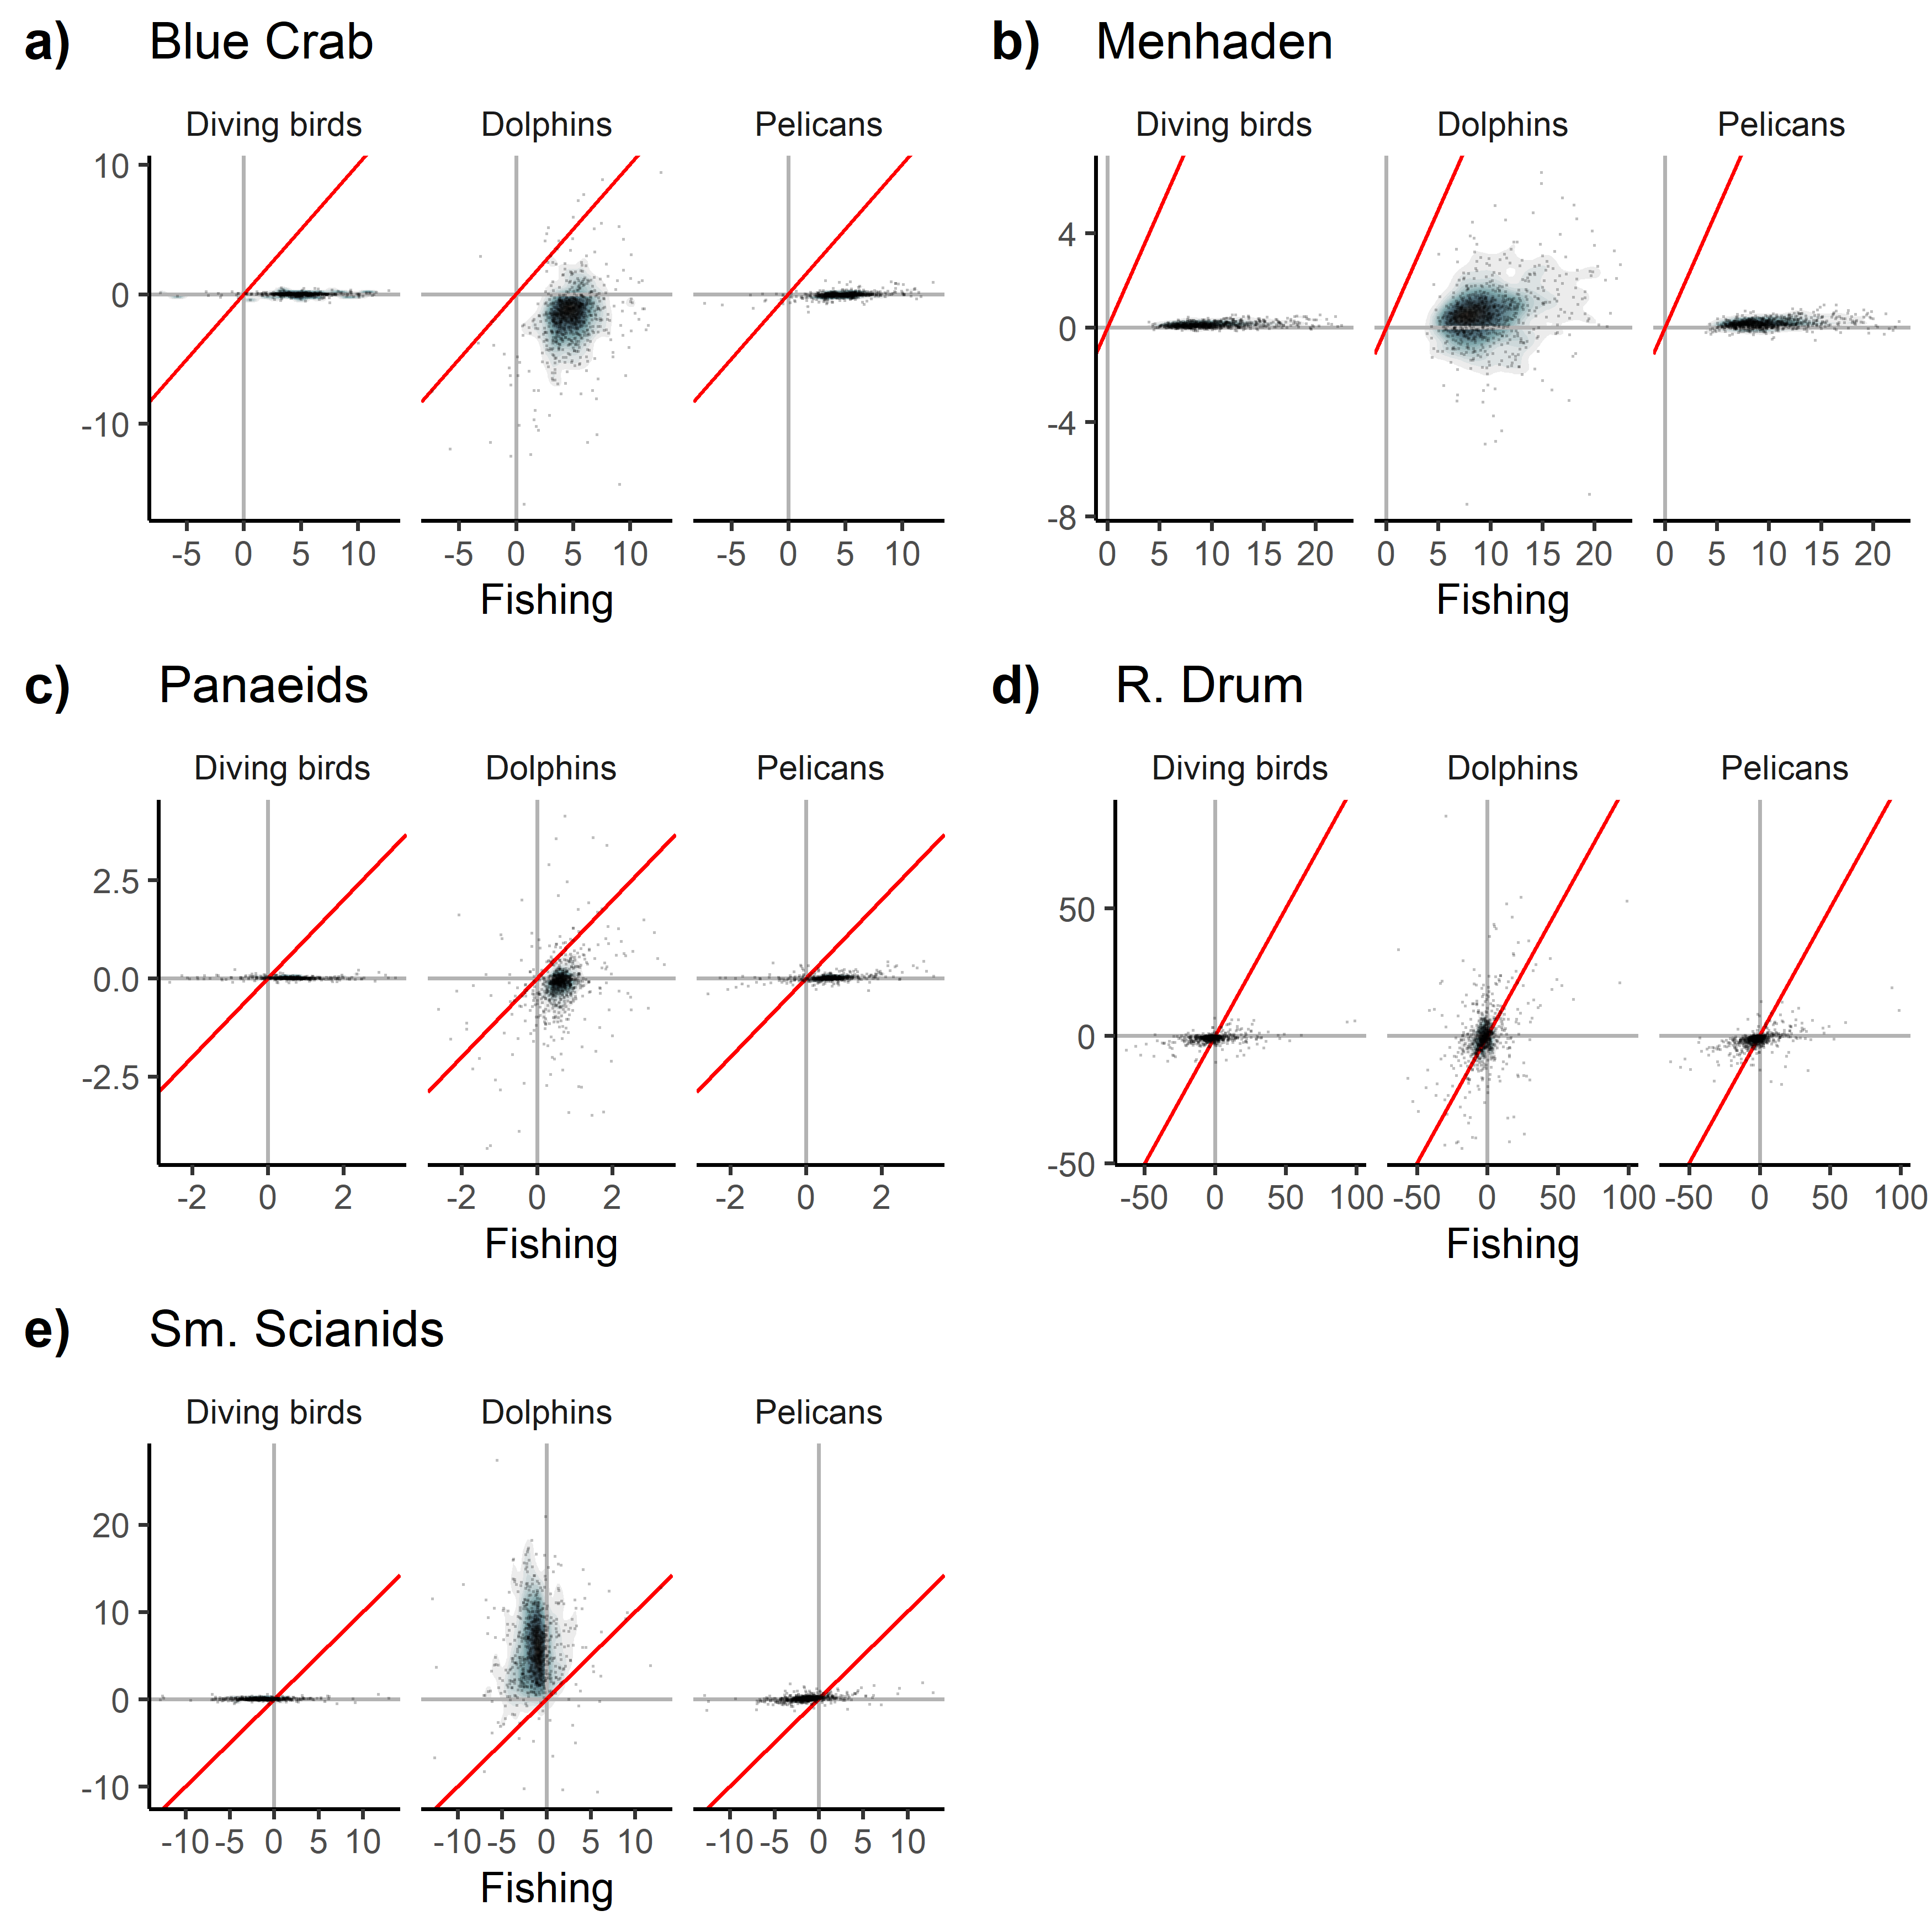 a) Blue Crab
Diving birds Dolphins Pelicans
10
0
-10
-5 0 5 10 -5 0 5 10 -5 0 5 10
Fishing
b) Menhaden
Diving birds Dolphins Pelicans
4
0
-4
-8
0 5 10 15 20 0 5 10 15 20 0 5 10 15 20
Fishing
c) Panaeids
Diving birds Dolphins Pelicans
2.5
0.0
-2.5
-2 0 2 -2 0 2 -2 0 2
Fishing
d) R. Drum
Diving birds Dolphins Pelicans
50
0
-50
-50 0 50 100 -50 0 50 100 -50 0 50 100
Fishing
e) Sm. Scianids
Diving birds Dolphins Pelicans
20
10
0
-10
-10 -5 0 5 10 -10 -5 0 5 10 -10 -5 0 5 10
Fishing